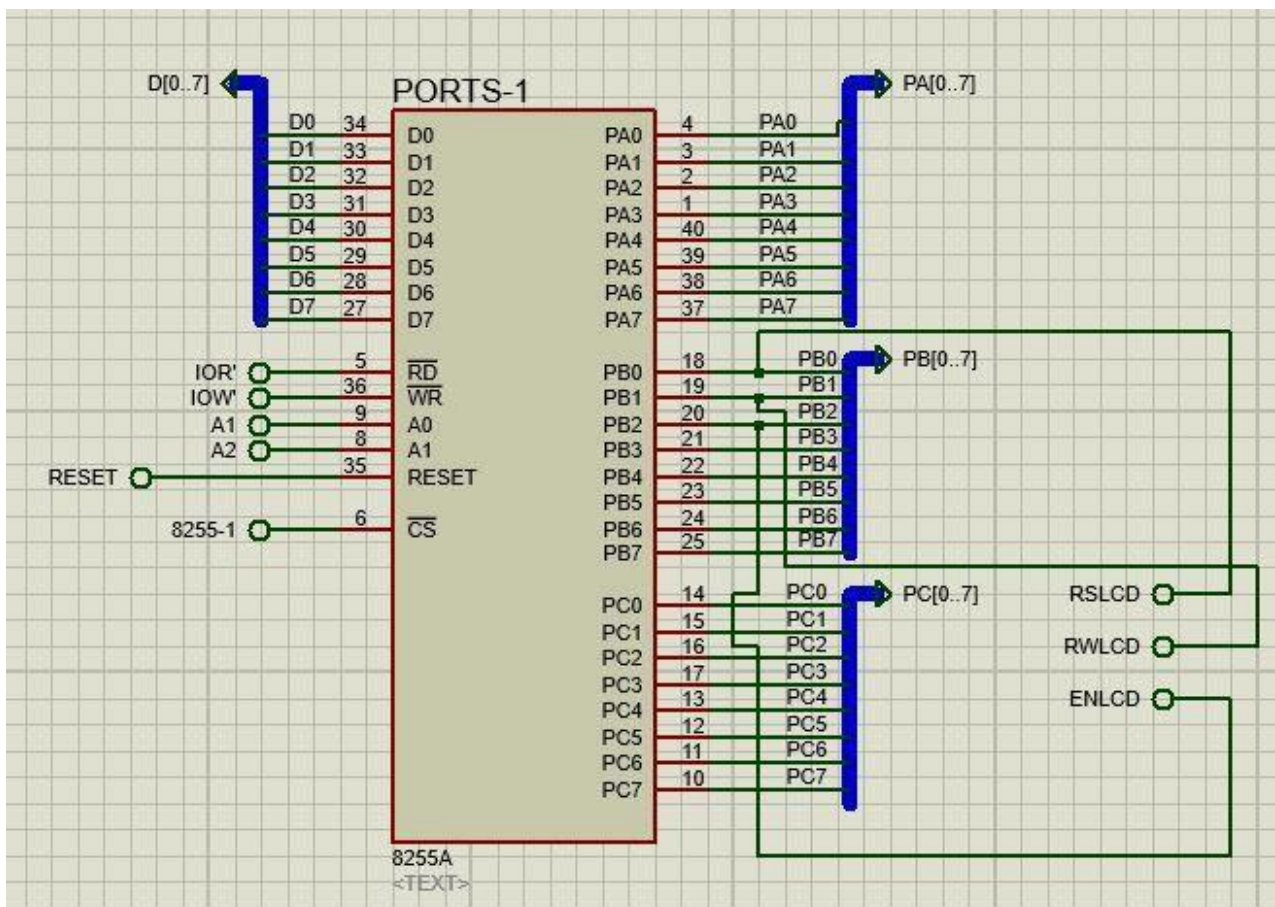 D[0..7]
PORTS-1
PA[0..7]
D0 34 D0 PA0 4 PA0
D1 33 D1 PA1 3 PA1
D2 32 D2 PA2 2 PA2
D3 31 D3 PA3 1 PA3
D4 30 D4 PA4 40 PA4
D5 29 D5 PA5 39 PA5
D6 28 D6 PA6 38 PA6
D7 27 D7 PA7 37 PA7
IOR' 5 RD PB0 18 PB0 PB[0..7]
IOW' 36 WR PB1 19 PB1
A1 9 A0 PB2 20 PB2
A2 8 A1 PB3 21 PB3
RESET 35 RESET PB4 22 PB4
PB5 23 PB5
8255-1 6 CS PB6 24 PB6
PB7 25 PB7
PC0 14 PC0 PC[0..7] RSLCD
PC1 15 PC1
PC2 16 PC2 RWLCD
PC3 17 PC3
PC4 13 PC4 ENLCD
PC5 12 PC5
PC6 11 PC6
PC7 10 PC7
8255A
<TEXT>